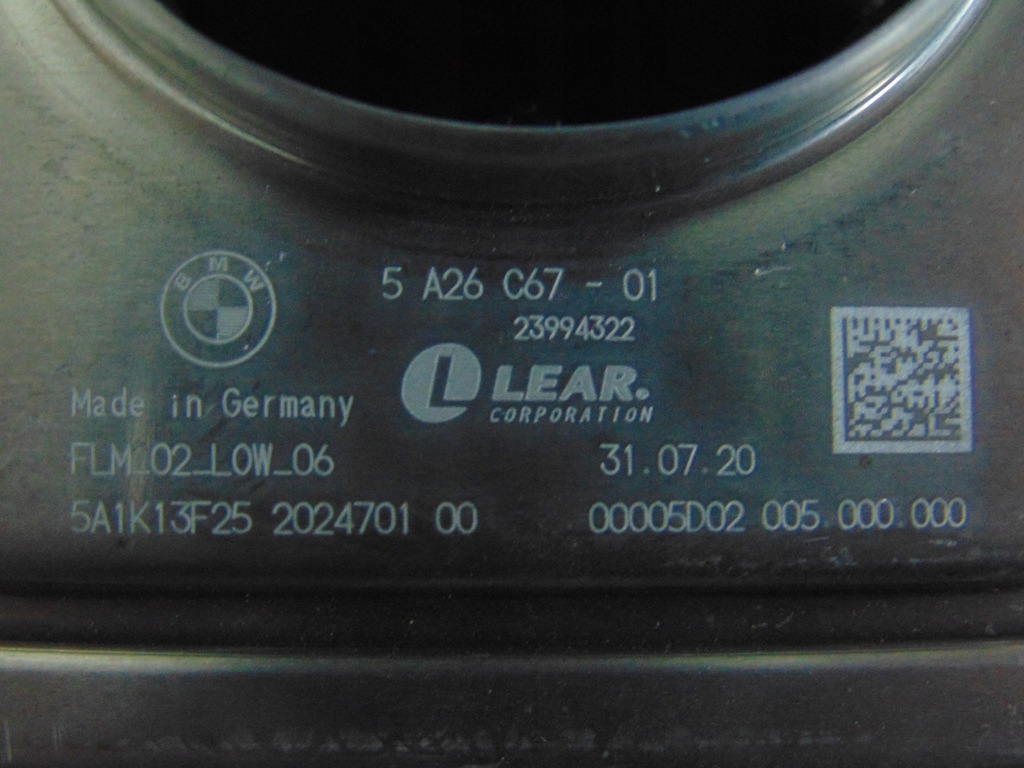 BMW
5 A26 C67 - 01
23994322
L LEAR.
CORPORATION
Made in Germany
FLM_02_LOW_06
31.07.20
5A1K13F25 2024701 00
00005D02 005.000.000